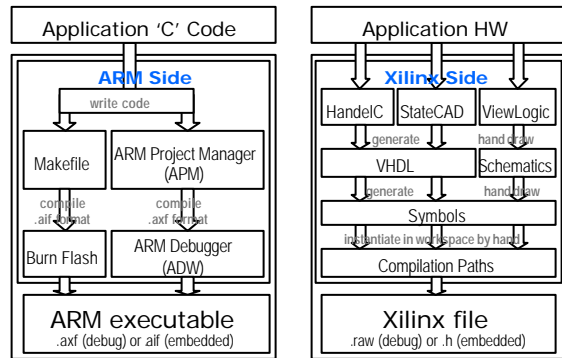 Application 'C' Code
ARM Side
write code
Makefile
ARM Project Manager
(APM)
compile
.aif format
compile
.axf format
Burn Flash
ARM Debugger
(ADW)
ARM executable
.axf (debug) or .aif (embedded)
Application HW
Xilinx Side
HandelC
StateCAD
ViewLogic
generate
hand draw
VHDL
Schematics
generate
hand draw
Symbols
instantiate in workspace by hand
Compilation Paths
Xilinx file
.raw (debug) or .h (embedded)